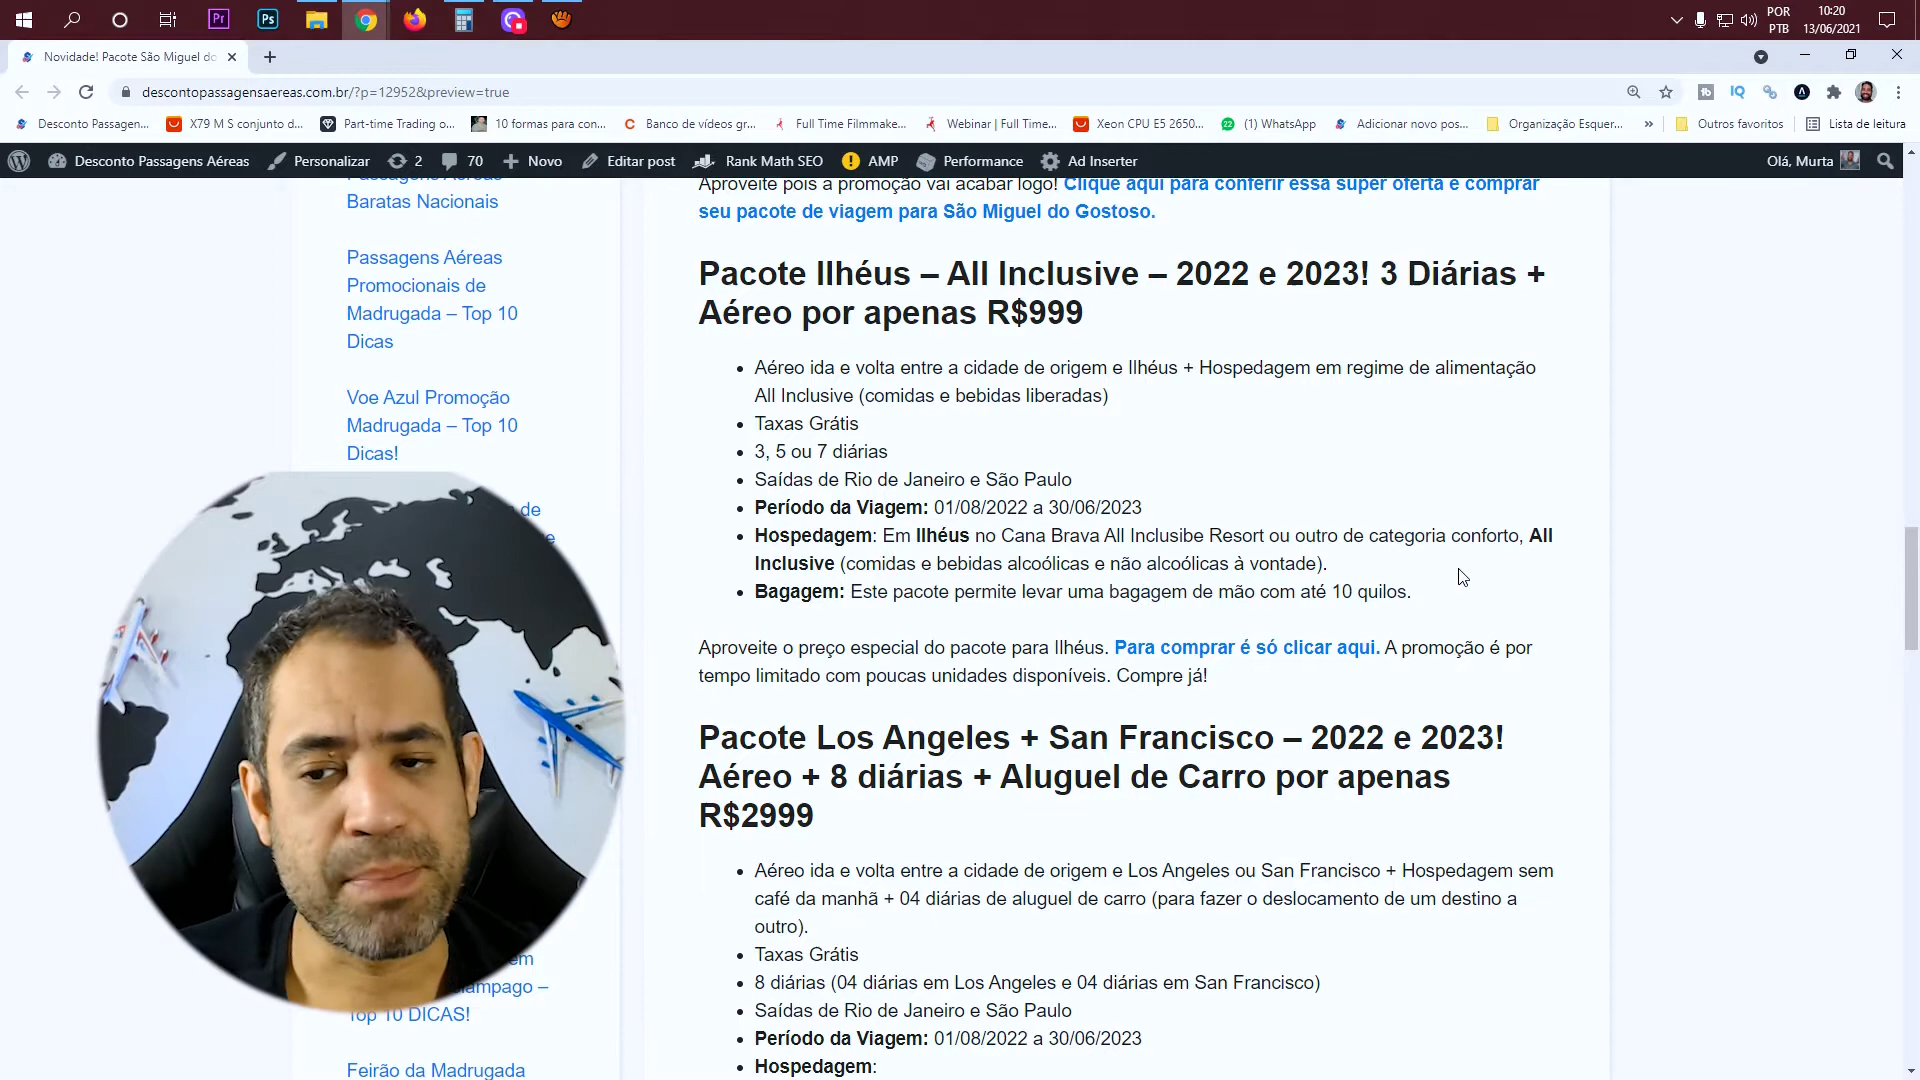 POR
PTB
10:20
13/06/2021
Novidade! Pacote São Miguel do
descontopassagensaereas.com.br/?p=12952&preview=true
Desconto Passagen...
X79 M S conjunto d...
Part-time Trading o...
10 formas para con...
Banco de vídeos gr...
Full Time Filmmake...
Webinar | Full Time...
Xeon CPU E5 2650...
(1) WhatsApp
Adicionar novo pos...
Organização Esquer...
Outros favoritos
Lista de leitura
Desconto Passagens Aéreas
Personalizar
2
70
Novo
Editar post
Rank Math SEO
AMP
Performance
Ad Inserter
Olá, Murta
Passagens Aéreas
Baratas Nacionais
Passagens Aéreas
Promocionais de
Madrugada – Top 10
Dicas
Voe Azul Promoção
Madrugada – Top 10
Dicas!
de
e
em
lâmpago –
Top 10 DICAS!
Feirão da Madrugada
Aproveite pois a promoção vai acabar logo! Clique aqui para conferir essa super oferta e comprar
seu pacote de viagem para São Miguel do Gostoso.
Pacote Ilhéus – All Inclusive – 2022 e 2023! 3 Diárias +
Aéreo por apenas R$999
Aéreo ida e volta entre a cidade de origem e Ilhéus + Hospedagem em regime de alimentação
All Inclusive (comidas e bebidas liberadas)
Taxas Grátis
3, 5 ou 7 diárias
Saídas de Rio de Janeiro e São Paulo
Período da Viagem: 01/08/2022 a 30/06/2023
Hospedagem: Em Ilhéus no Cana Brava All Inclusibe Resort ou outro de categoria conforto, All
Inclusive (comidas e bebidas alcoólicas e não alcoólicas à vontade).
Bagagem: Este pacote permite levar uma bagagem de mão com até 10 quilos.
Aproveite o preço especial do pacote para Ilhéus. Para comprar é só clicar aqui. A promoção é por
tempo limitado com poucas unidades disponíveis. Compre já!
Pacote Los Angeles + San Francisco – 2022 e 2023!
Aéreo + 8 diárias + Aluguel de Carro por apenas
R$2999
Aéreo ida e volta entre a cidade de origem e Los Angeles ou San Francisco + Hospedagem sem
café da manhã + 04 diárias de aluguel de carro (para fazer o deslocamento de um destino a
outro).
Taxas Grátis
8 diárias (04 diárias em Los Angeles e 04 diárias em San Francisco)
Saídas de Rio de Janeiro e São Paulo
Período da Viagem: 01/08/2022 a 30/06/2023
Hospedagem: